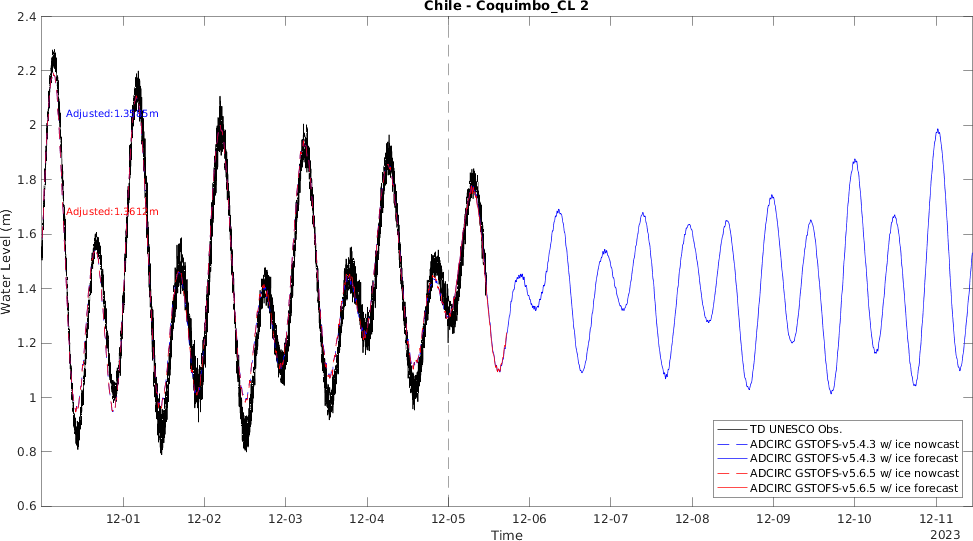 Chile - Coquimbo_CL 2
2.4
2.2
2
1.8
1.6
1.4
1.2
1
0.8
0.6
Water Level (m)
Adjusted:1.3585m
Adjusted:1.3612m
TD UNESCO Obs.
ADCIRC GSTOFS-v5.4.3 w/ ice nowcast
ADCIRC GSTOFS-v5.4.3 w/ ice forecast
ADCIRC GSTOFS-v5.6.5 w/ ice nowcast
ADCIRC GSTOFS-v5.6.5 w/ ice forecast
12-01 12-02 12-03 12-04 12-05 12-06 12-07 12-08 12-09 12-10 12-11
Time
2023